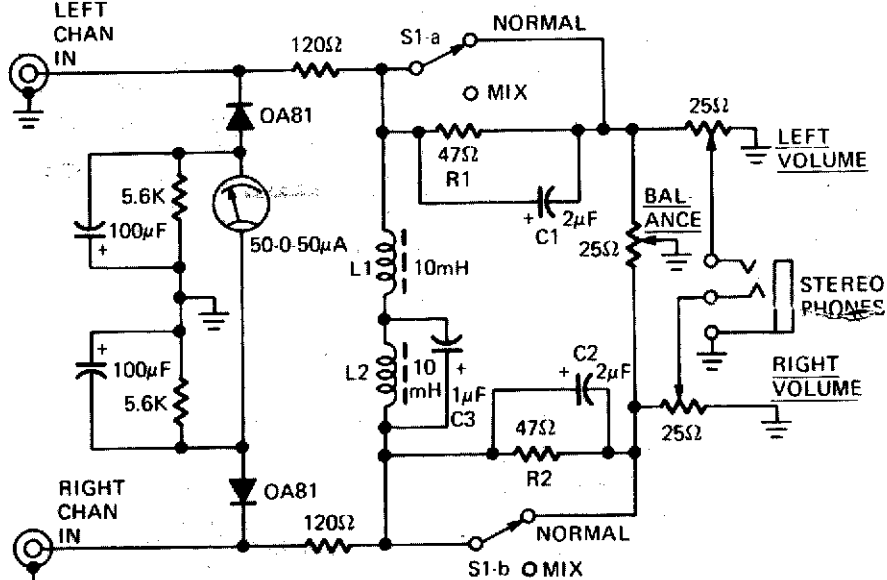 LEFT
CHAN
IN
120Ω
S1-a
NORMAL
MIX
OA81
25Ω
LEFT
VOLUME
47Ω
R1
5.6K
100μF
+
50-0-50μA
+
2μF
C1
BAL-
ANCE
25Ω
L1
10mH
STEREO
PHONES
+
100μF
5.6K
L2
10
mH
+
1μF
C3
C2
+
2μF
RIGHT
VOLUME
47Ω
R2
25Ω
RIGHT
CHAN
IN
OA81
120Ω
NORMAL
S1-b
MIX